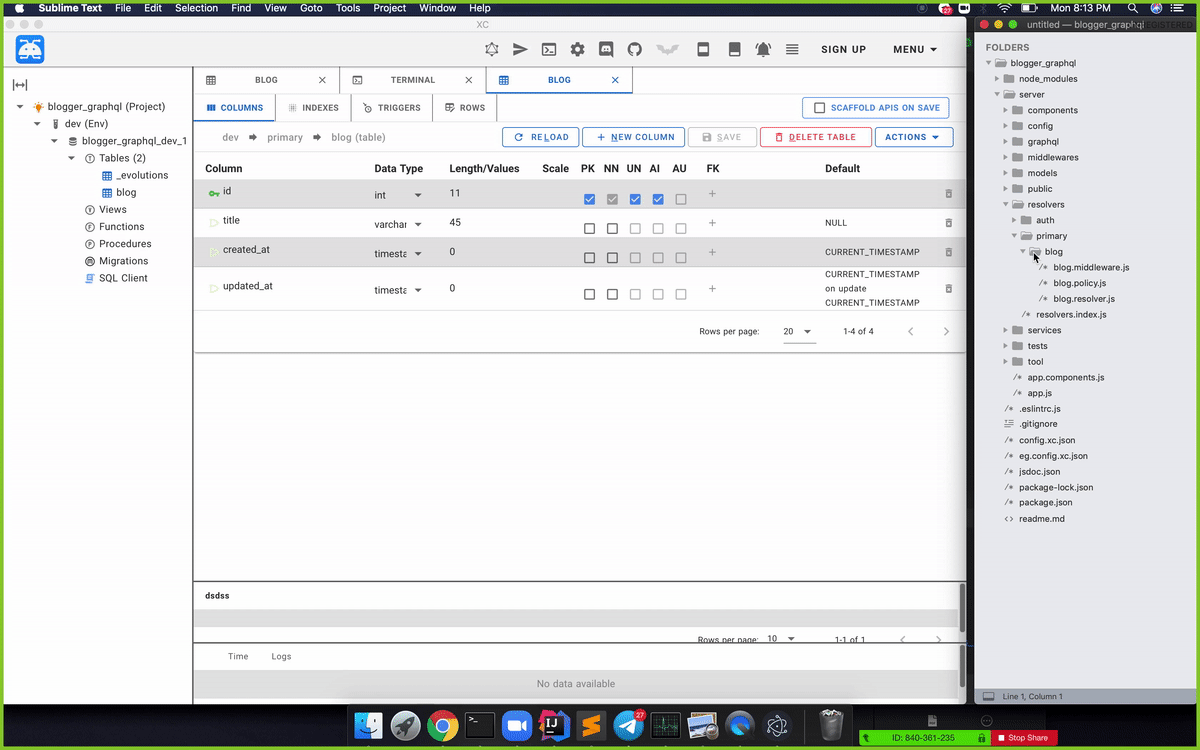 Sublime Text File Edit Selection Find View Goto Tools Project Window Help
27 Mon 8:13 PM
XC
untitled — blogger_graphql
SIGN UP MENU
BLOG TERMINAL BLOG
COLUMNS INDEXES TRIGGERS ROWS SCAFFOLD APIS ON SAVE
dev primary blog (table) RELOAD NEW COLUMN SAVE DELETE TABLE ACTIONS
Column Data Type Length/Values Scale PK NN UN AI AU FK Default
id int 11
title varchar 45 NULL
created_at timesta 0 CURRENT_TIMESTAMP
updated_at timesta 0 CURRENT_TIMESTAMP
on update
CURRENT_TIMESTAMP
Rows per page: 20 1-4 of 4
dsdss
Rows per page: 10 1-1 of 1
Time Logs
No data available
blogger_graphql (Project)
dev (Env)
blogger_graphql_dev_1
Tables (2)
_evolutions
blog
Views
Functions
Procedures
Migrations
SQL Client
FOLDERS
blogger_graphql
node_modules
server
components
config
graphql
middlewares
models
public
resolvers
auth
primary
blog
blog.middleware.js
blog.policy.js
blog.resolver.js
resolvers.index.js
services
tests
tool
app.components.js
app.js
.eslintrc.js
.gitignore
config.xc.json
eg.config.xc.json
jsdoc.json
package-lock.json
package.json
readme.md
Line 1, Column 1
27
ID: 840-361-235 Stop Share